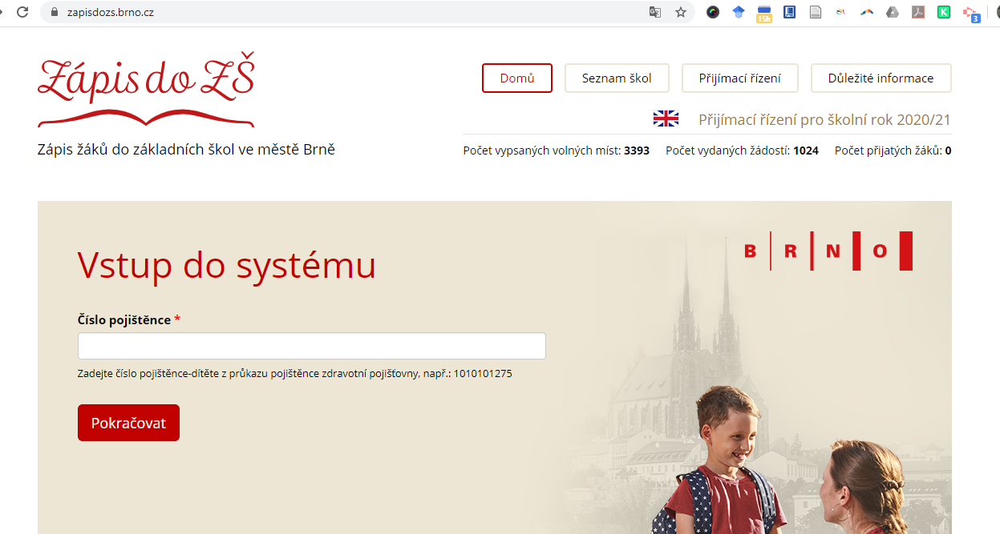 zapisdozs.brno.cz
15h
K
3
Zápis do ZŠ
Domů
Seznam škol
Přijímací řízení
Důležité informace
Přijímací řízení pro školní rok 2020/21
Zápis žáků do základních škol ve městě Brně
Počet vypsaných volných míst: 3393 Počet vydaných žádostí: 1024 Počet přijatých žáků: 0
BRNO
Vstup do systému
Číslo pojištěnce *
Zadejte číslo pojištěnce-dítěte z průkazu pojištěnce zdravotní pojišťovny, např.: 1010101275
Pokračovat